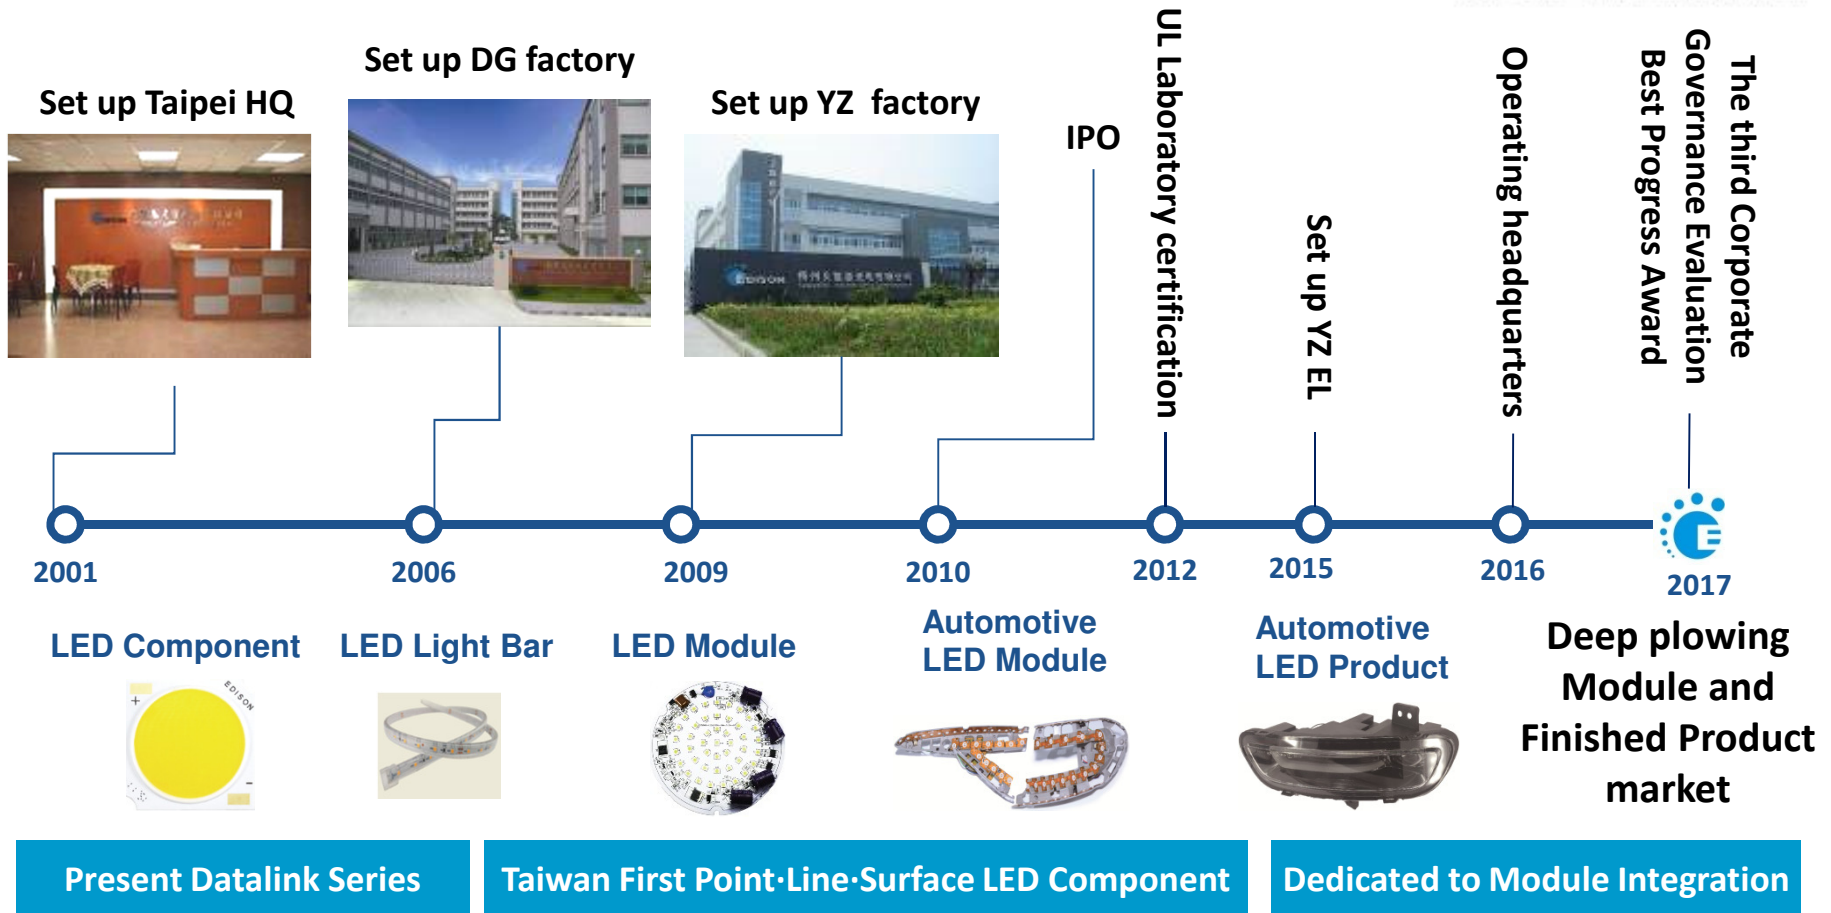 Set up Taipei HQ
Set up DG factory
Set up YZ factory
IPO
UL Laboratory certification
Set up YZ EL
Operating headquarters
The third Corporate
Governance Evaluation
Best Progress Award
EDISON
2001
2006
2009
2010
2012
2015
2016
2017
LED Component
LED Light Bar
LED Module
Automotive
LED Module
Automotive
LED Product
Deep plowing
Module and
Finished Product
market
EDISON
Present Datalink Series
Taiwan First Point·Line·Surface LED Component
Dedicated to Module Integration